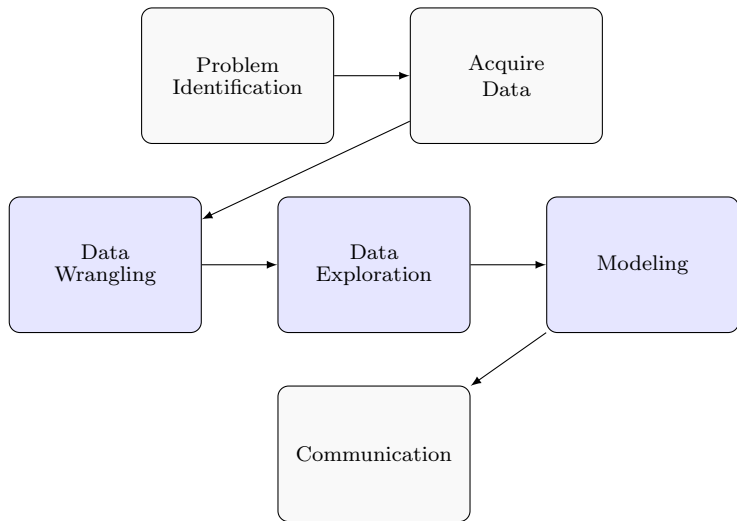 Problem
Identification
Acquire
Data
Data
Wrangling
Data
Exploration
Modeling
Communication